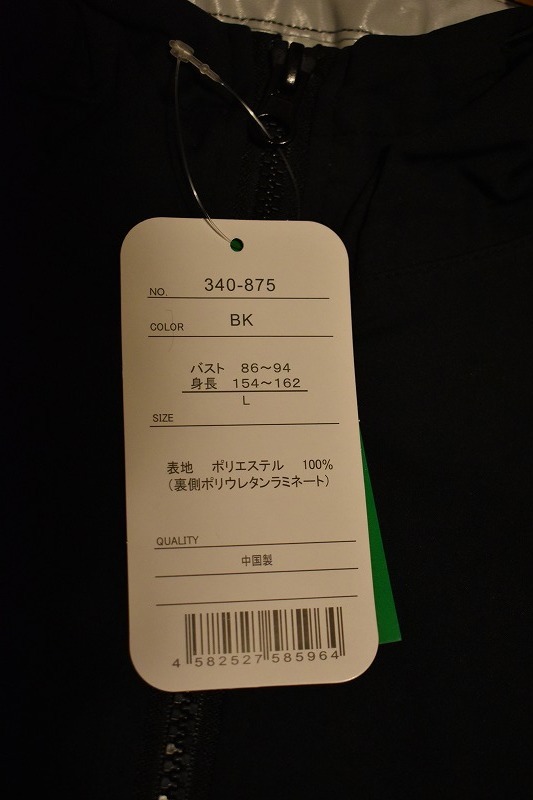 NO. 340-875
COLOR BK
バスト 86～94
身長 154～162
L
SIZE
表地 ポリエステル 100%
(裏側ポリウレタンラミネート)
QUALITY
中国製
4 582527 585964